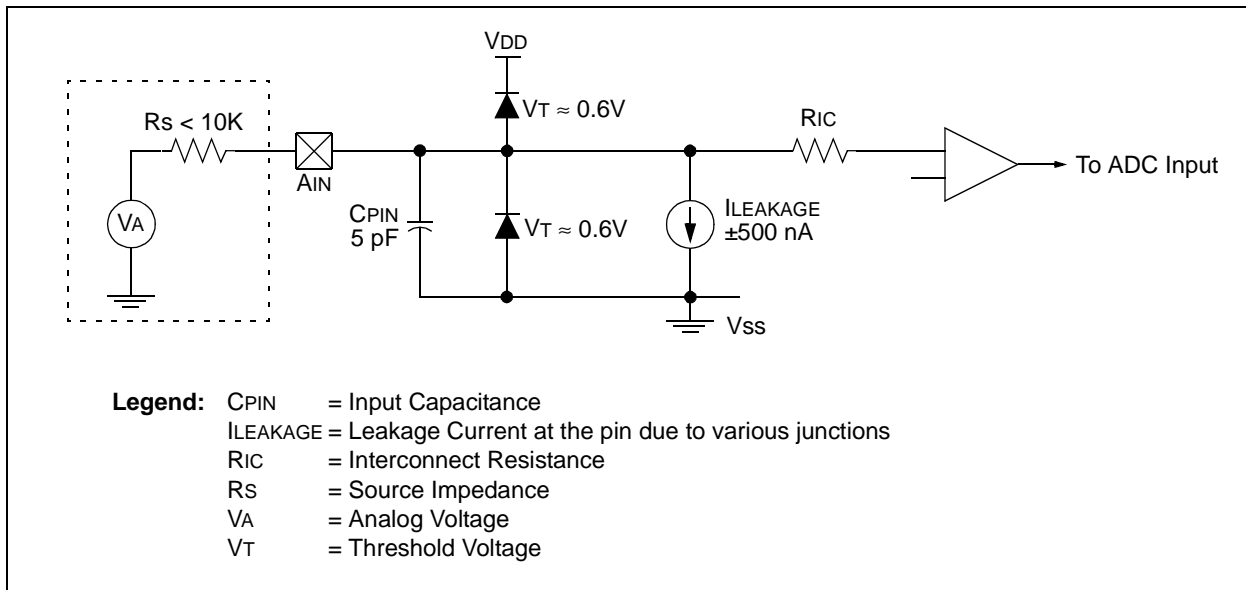 VDD
VT ≈ 0.6V
Rs < 10K
RIC
AIN
To ADC Input
VA
CPIN
5 pF
VT ≈ 0.6V
ILEAKAGE
±500 nA
Vss
Legend: CPIN = Input Capacitance
ILEAKAGE = Leakage Current at the pin due to various junctions
RIC = Interconnect Resistance
RS = Source Impedance
VA = Analog Voltage
VT = Threshold Voltage